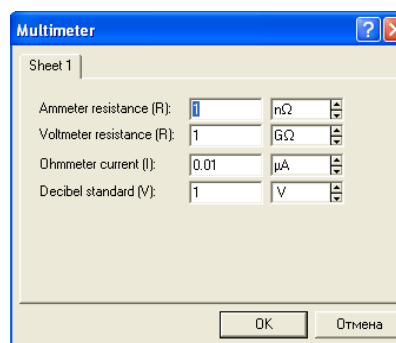 Multimeter
Sheet 1
Ammeter resistance (R): 1 nΩ
Voltmeter resistance (R): 1 GΩ
Ohmmeter current (I): 0.01 µA
Decibel standard (V): 1 V
OK Отмена